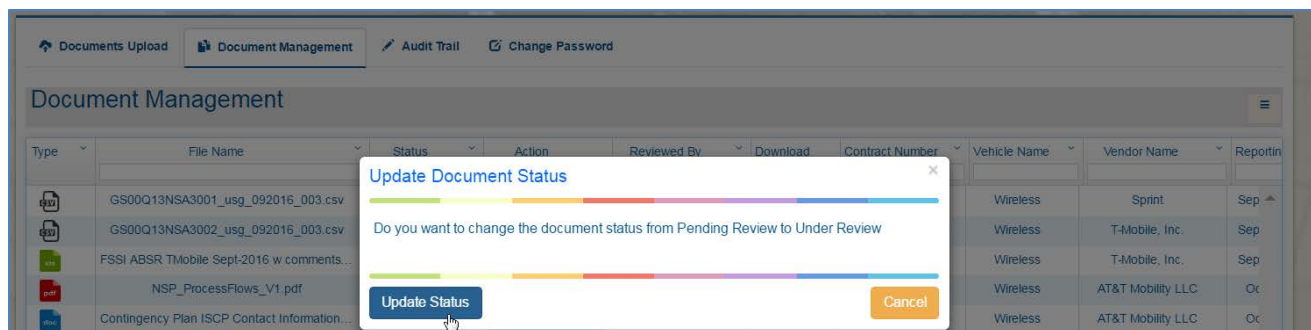 Documents Upload Document Management Audit Trail Change Password
Document Management
Type File Name Status Action Reviewed By Download Contract Number Vehicle Name Vendor Name Reportin
Update Document Status ×
CSV GS00Q13NSA3001_usg_092016_003.csv Wireless Sprint Sep
CSV GS00Q13NSA3002_usg_092016_003.csv Do you want to change the document status from Pending Review to Under Review Wireless T-Mobile, Inc. Sep
xlsx FSSI ABSR TMobile Sept-2016 w comments... Wireless T-Mobile, Inc. Sep
pdf NSP_ProcessFlows_V1.pdf Update Status Cancel Wireless AT&T Mobility LLC Oc
Contingency Plan ISCP Contact Information... Wireless AT&T Mobility LLC Oc